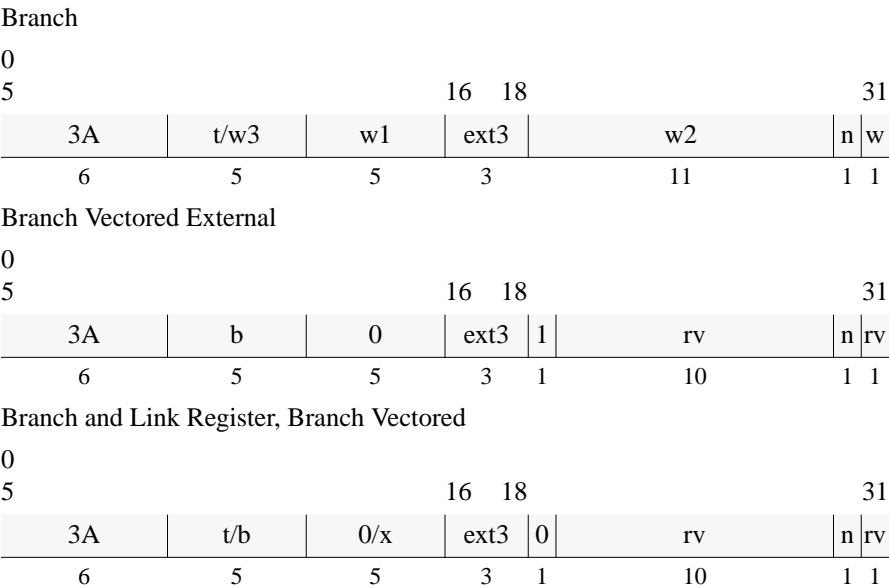 Branch
0
5 16 18 31
3A t/w3 w1 ext3 w2 n w
6 5 5 3 11 1 1
Branch Vectored External
0
5 16 18 31
3A b 0 ext3 1 rv n rv
6 5 5 3 1 10 1 1
Branch and Link Register, Branch Vectored
0
5 16 18 31
3A t/b 0/x ext3 0 rv n rv
6 5 5 3 1 10 1 1